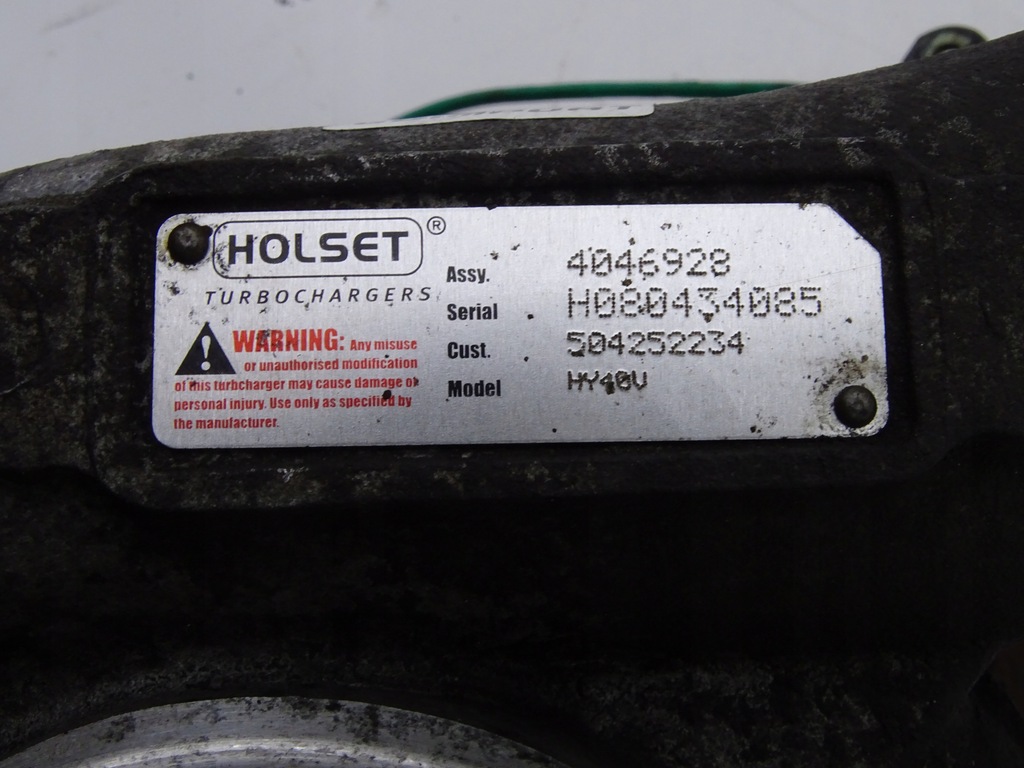 HOLSET ®
TURBOCHARGERS
WARNING: Any misuse
or unauthorised modification
of this turbcharger may cause damage or
personal injury. Use only as specified by
the manufacturer.
Assy. 4046928
Serial H080434085
Cust. 504252234
Model HY40V